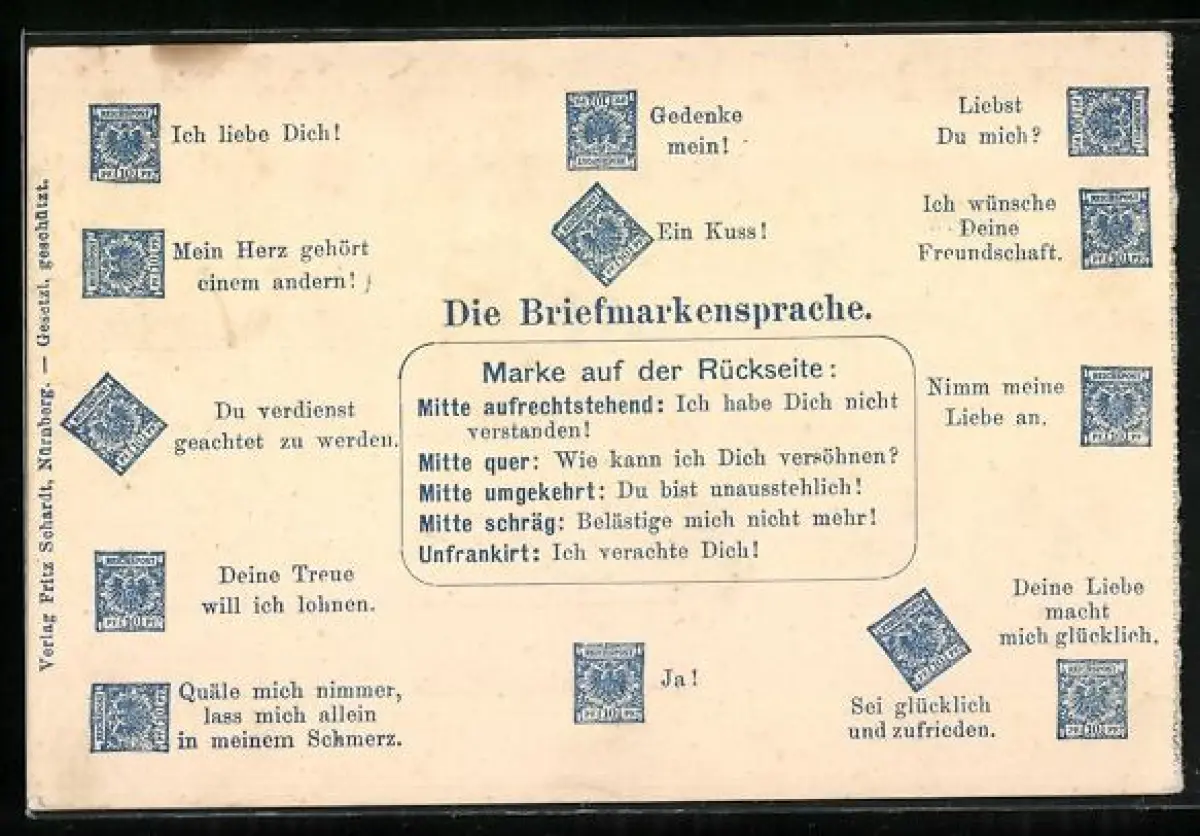 Ich liebe Dich!
Gedenke
mein!
Liebst
Du mich?
Mein Herz gehört
einem andern!
Ein Kuss!
Ich wünsche
Deine
Freundschaft.
Die Briefmarkensprache.
Marke auf der Rückseite:
Mitte aufrechtstehend: Ich habe Dich nicht
verstanden!
Mitte quer: Wie kann ich Dich versöhnen?
Mitte umgekehrt: Du bist unausstehlich!
Mitte schräg: Belästige mich nicht mehr!
Unfrankirt: Ich verachte Dich!
Du verdienst
geachtet zu werden.
Nimm meine
Liebe an.
Deine Treue
will ich lohnen.
Deine Liebe
macht
mich glücklich.
Quäle mich nimmer,
lass mich allein
in meinem Schmerz.
Ja!
Sei glücklich
und zufrieden.
Verlag Fritz Schardt, Nürnberg. — Gesetzl. geschützt.
REICHSPOST
PF. 10 PF.